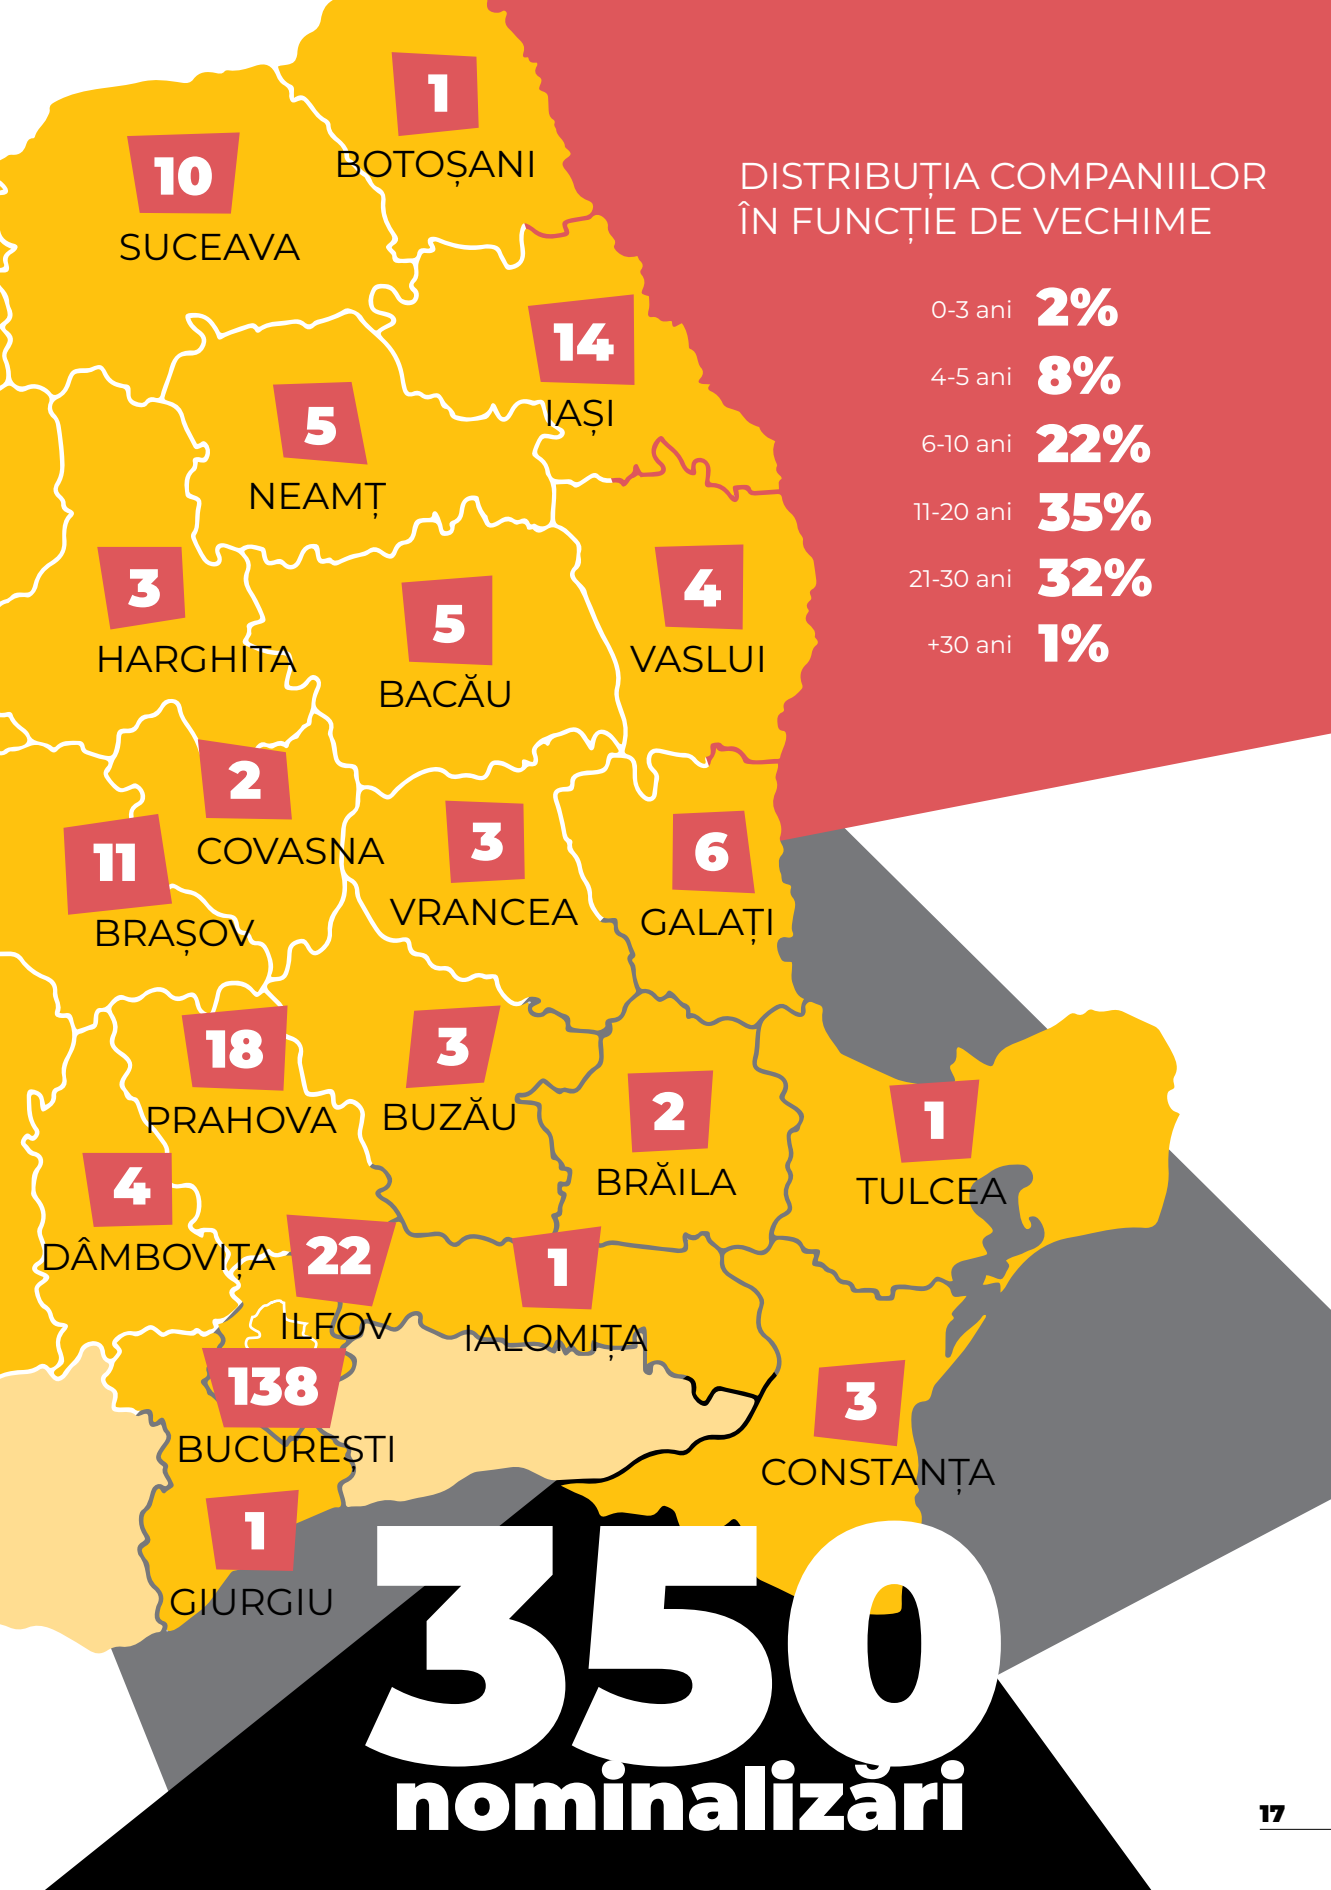 1
BOTOȘANI
10
SUCEAVA
DISTRIBUȚIA COMPANIILOR
ÎN FUNCȚIE DE VECHIME
0-3 ani 2%
4-5 ani 8%
6-10 ani 22%
11-20 ani 35%
21-30 ani 32%
+30 ani 1%
14
IAȘI
5
NEAMȚ
3
HARGHITA
5
BACĂU
4
VASLUI
2
COVASNA
11
BRAȘOV
3
VRANCEA
6
GALAȚI
18
PRAHOVA
3
BUZĂU
2
BRĂILA
1
TULCEA
4
DÂMBOVIȚA
22
ILFOV
1
IALOMIȚA
138
BUCUREȘTI
3
CONSTANȚA
1
GIURGIU
350
nominalizări
17